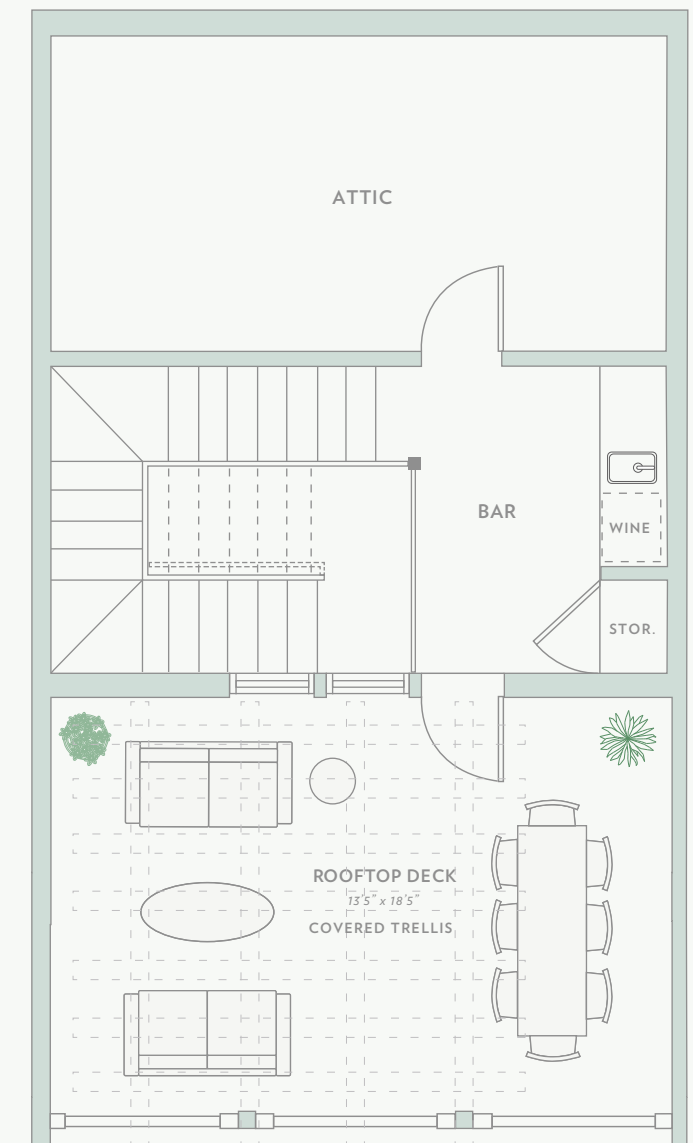 ATTIC
BAR
WINE
STOR.
ROOFTOP DECK
13'5" x 18'5"
COVERED TRELLIS